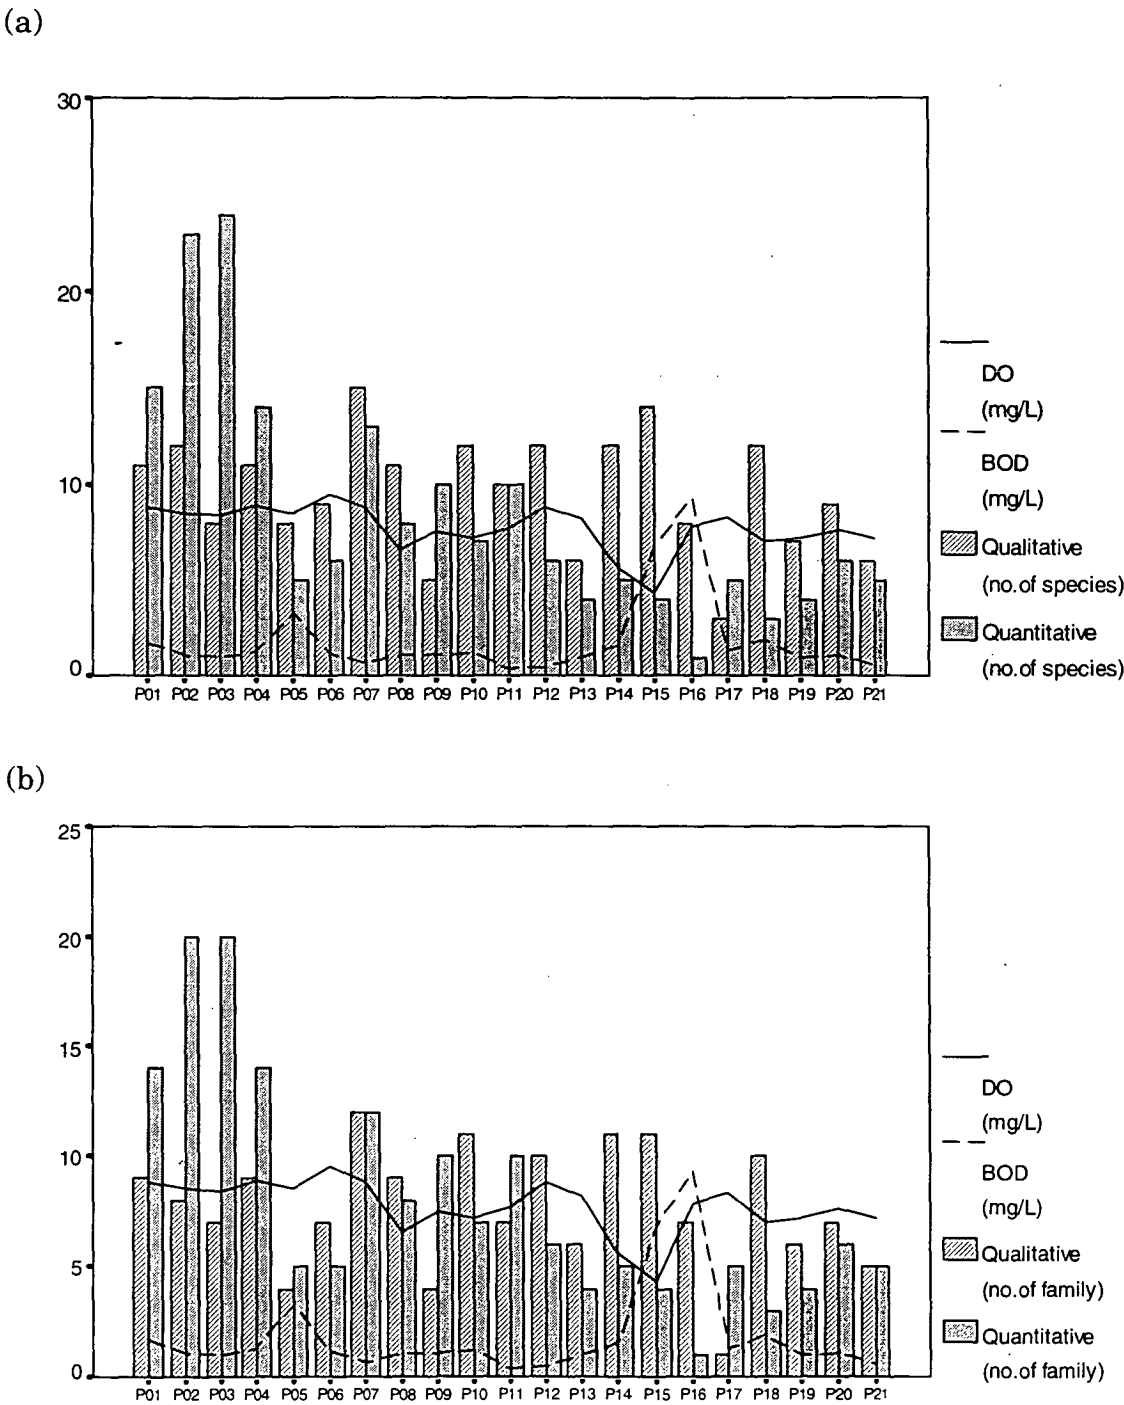 (a)
30
20
10
0
P01 P02 P03 P04 P05 P06 P07 P08 P09 P10 P11 P12 P13 P14 P15 P16 P17 P18 P19 P20 P21
DO
(mg/L)
BOD
(mg/L)
Qualitative
(no.of species)
Quantitative
(no.of species)
(b)
25
20
15
10
5
0
P01 P02 P03 P04 P05 P06 P07 P08 P09 P10 P11 P12 P13 P14 P15 P16 P17 P18 P19 P20 P21
DO
(mg/L)
BOD
(mg/L)
Qualitative
(no.of family)
Quantitative
(no.of family)